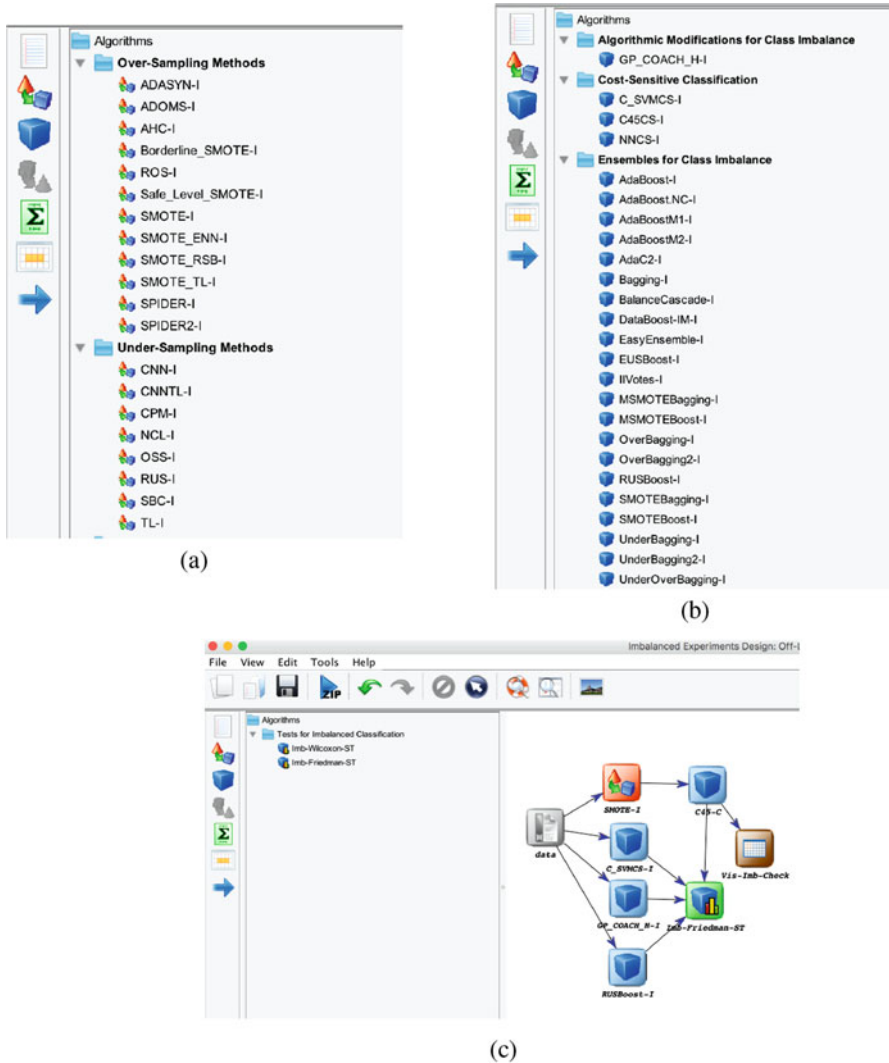 Algorithms
Over-Sampling Methods
ADASYN-I
ADOMS-I
AHC-I
Borderline_SMOTE-I
ROS-I
Safe_Level_SMOTE-I
SMOTE-I
SMOTE_ENN-I
SMOTE_RSB-I
SMOTE_TL-I
SPIDER-I
SPIDER2-I
Under-Sampling Methods
CNN-I
CNNTL-I
CPM-I
NCL-I
OSS-I
RUS-I
SBC-I
TL-I
(a)
Algorithms
Algorithmic Modifications for Class Imbalance
GP_COACH_H-I
Cost-Sensitive Classification
C_SVMCS-I
C45CS-I
NNCS-I
Ensembles for Class Imbalance
AdaBoost-I
AdaBoost.NC-I
AdaBoostM1-I
AdaBoostM2-I
AdaC2-I
Bagging-I
BalanceCascade-I
DataBoost-IM-I
EasyEnsemble-I
EUSBoost-I
IIVotes-I
MSMOTEBagging-I
MSMOTEBoost-I
OverBagging-I
OverBagging2-I
RUSBoost-I
SMOTEBagging-I
SMOTEBoost-I
UnderBagging-I
UnderBagging2-I
UnderOverBagging-I
(b)
Imbalanced Experiments Design: Off-l
File View Edit Tools Help
ZIP
Algorithms
Tests for Imbalanced Classification
Imb-Wilcoxon-ST
Imb-Friedman-ST
SMOTE-I
C45-C
data
C_SVMCS-I
Vis-Imb-Check
GP_COACH_H-I
Imb-Friedman-ST
RUSBoost-I
(c)